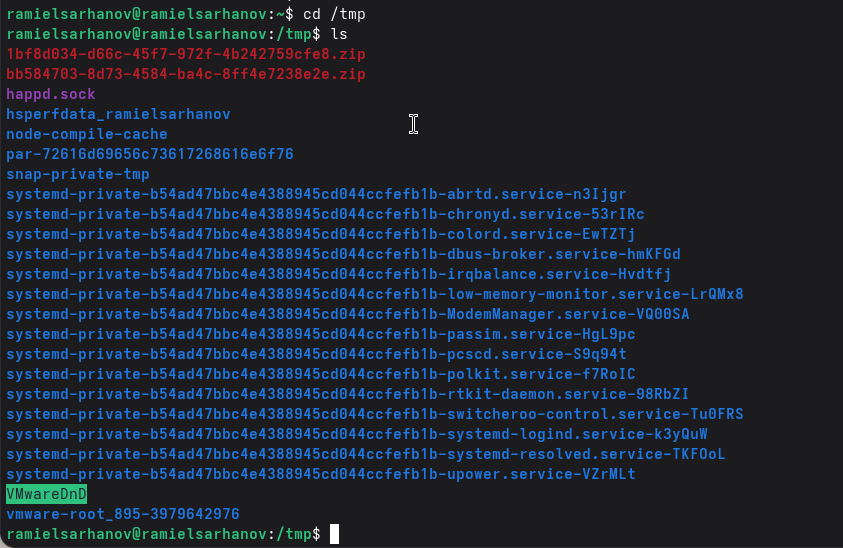 ramielsarhanov@ramielsarhanov:~$ cd /tmp
ramielsarhanov@ramielsarhanov:/tmp$ ls
1bf8d034-d66c-45f7-972f-4b242759cfe8.zip
bb584703-8d73-4584-ba4c-8ff4e7238e2e.zip
happd.sock
hsperfdata_ramielsarhanov
node-compile-cache
par-72616d69656c73617268616e6f76
snap-private-tmp
systemd-private-b54ad47bbc4e4388945cd044ccfefb1b-abrtd.service-n3Ijgr
systemd-private-b54ad47bbc4e4388945cd044ccfefb1b-chronyd.service-53rIRc
systemd-private-b54ad47bbc4e4388945cd044ccfefb1b-colord.service-EwTZTj
systemd-private-b54ad47bbc4e4388945cd044ccfefb1b-dbus-broker.service-hmKFGd
systemd-private-b54ad47bbc4e4388945cd044ccfefb1b-irqbalance.service-Hvdtfj
systemd-private-b54ad47bbc4e4388945cd044ccfefb1b-low-memory-monitor.service-LrQMx8
systemd-private-b54ad47bbc4e4388945cd044ccfefb1b-ModemManager.service-VQ00SA
systemd-private-b54ad47bbc4e4388945cd044ccfefb1b-passim.service-HgL9pc
systemd-private-b54ad47bbc4e4388945cd044ccfefb1b-pcscd.service-S9q94t
systemd-private-b54ad47bbc4e4388945cd044ccfefb1b-polkit.service-f7RoIC
systemd-private-b54ad47bbc4e4388945cd044ccfefb1b-rtkit-daemon.service-98RbZI
systemd-private-b54ad47bbc4e4388945cd044ccfefb1b-switcheroo-control.service-Tu0FRS
systemd-private-b54ad47bbc4e4388945cd044ccfefb1b-systemd-logind.service-k3yQuW
systemd-private-b54ad47bbc4e4388945cd044ccfefb1b-systemd-resolved.service-TKFOoL
systemd-private-b54ad47bbc4e4388945cd044ccfefb1b-upower.service-VZrMLt
VMwareDnD
vmware-root_895-3979642976
ramielsarhanov@ramielsarhanov:/tmp$